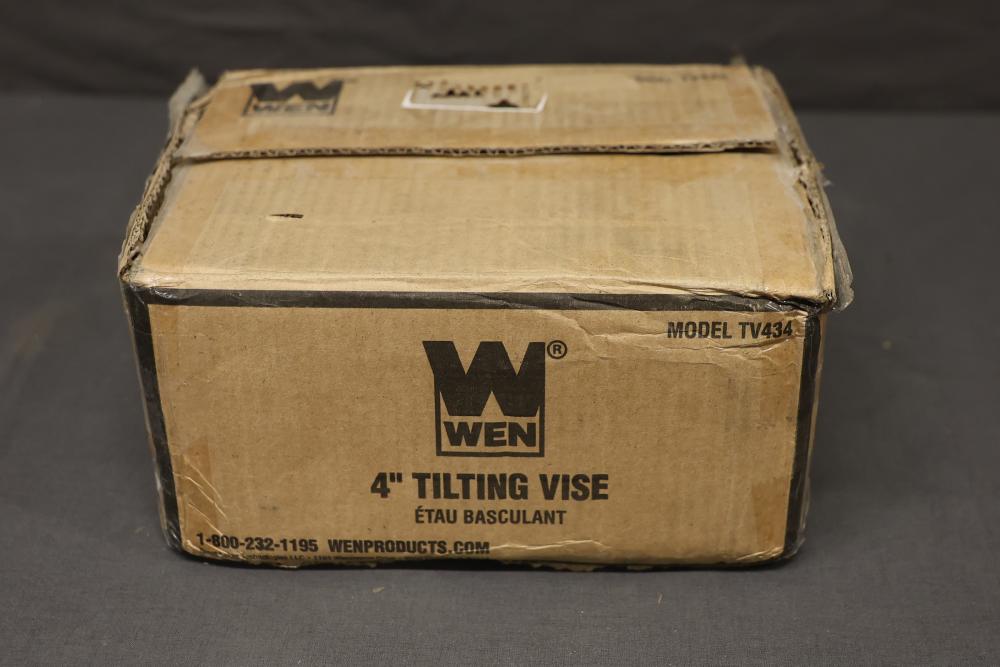 WEN
MODEL TV434
W®
WEN
4" TILTING VISE
ÉTAU BASCULANT
1-800-232-1195 WENPRODUCTS.COM